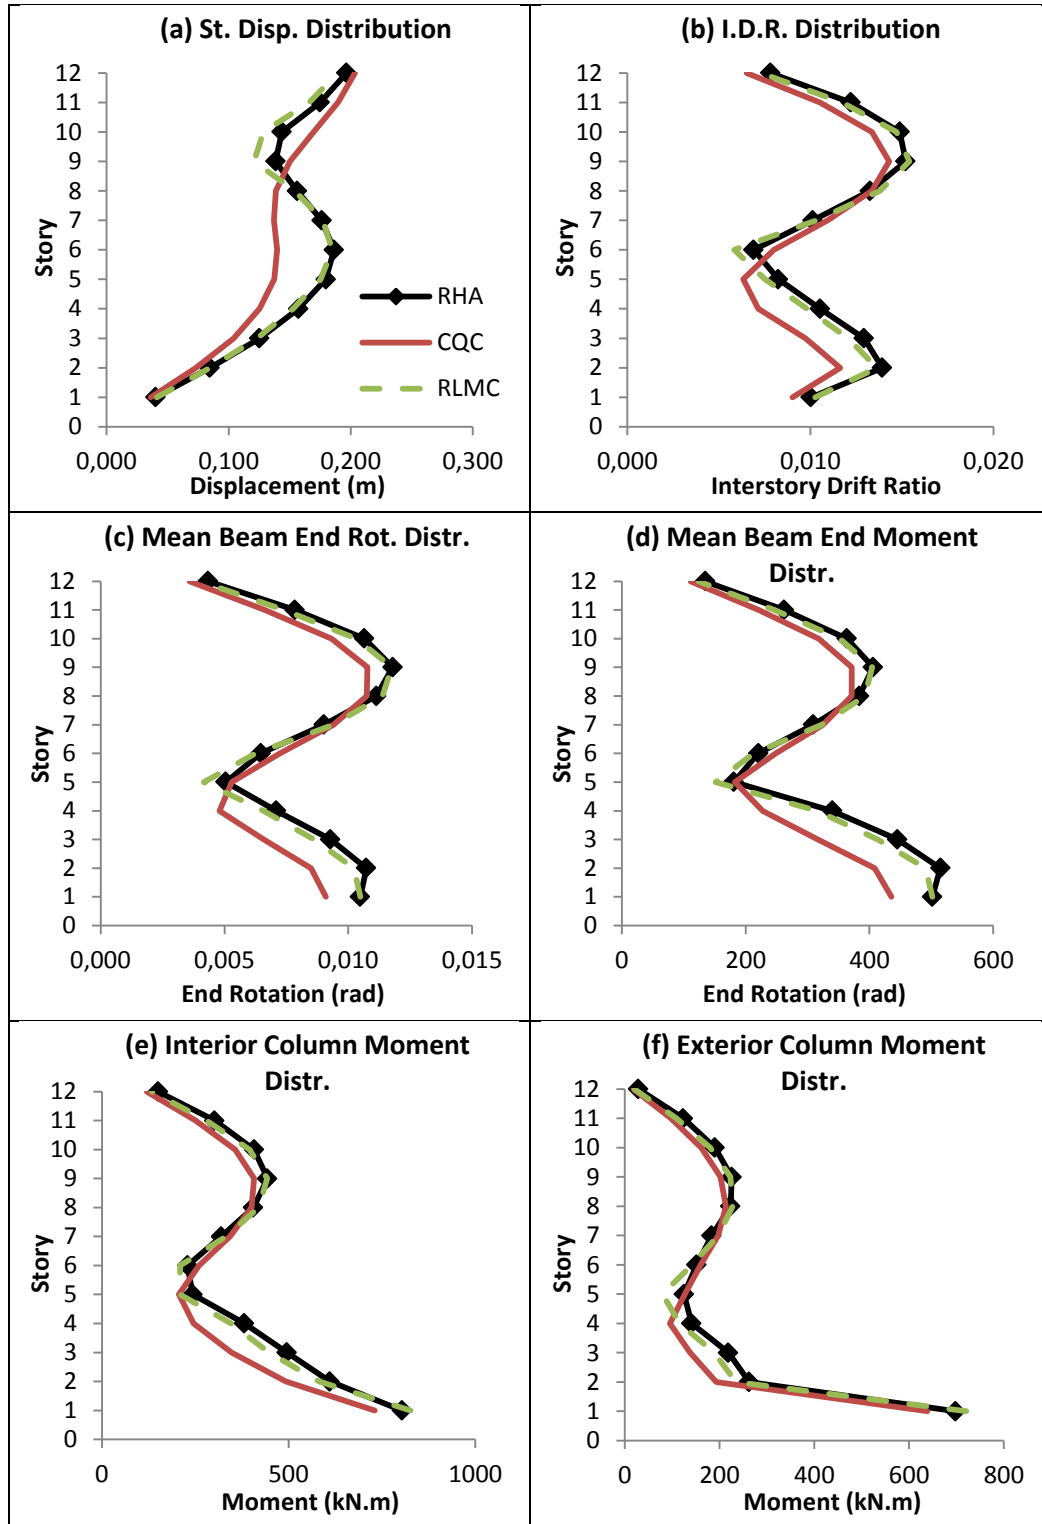 (a) St. Disp. Distribution
12
11
10
9
8
7
6
5
4
3
2
1
0
Story
RHA
CQC
RLMC
0,000 0,100 0,200 0,300
Displacement (m)
(b) I.D.R. Distribution
12
11
10
9
8
7
6
5
4
3
2
1
0
Story
0,000 0,010 0,020
Interstory Drift Ratio
(c) Mean Beam End Rot. Distr.
12
11
10
9
8
7
6
5
4
3
2
1
0
Story
0,000 0,005 0,010 0,015
End Rotation (rad)
(d) Mean Beam End Moment
Distr.
12
11
10
9
8
7
6
5
4
3
2
1
0
Story
0 200 400 600
End Rotation (rad)
(e) Interior Column Moment
Distr.
12
11
10
9
8
7
6
5
4
3
2
1
0
Story
0 500 1000
Moment (kN.m)
(f) Exterior Column Moment
Distr.
12
11
10
9
8
7
6
5
4
3
2
1
0
Story
0 200 400 600 800
Moment (kN.m)